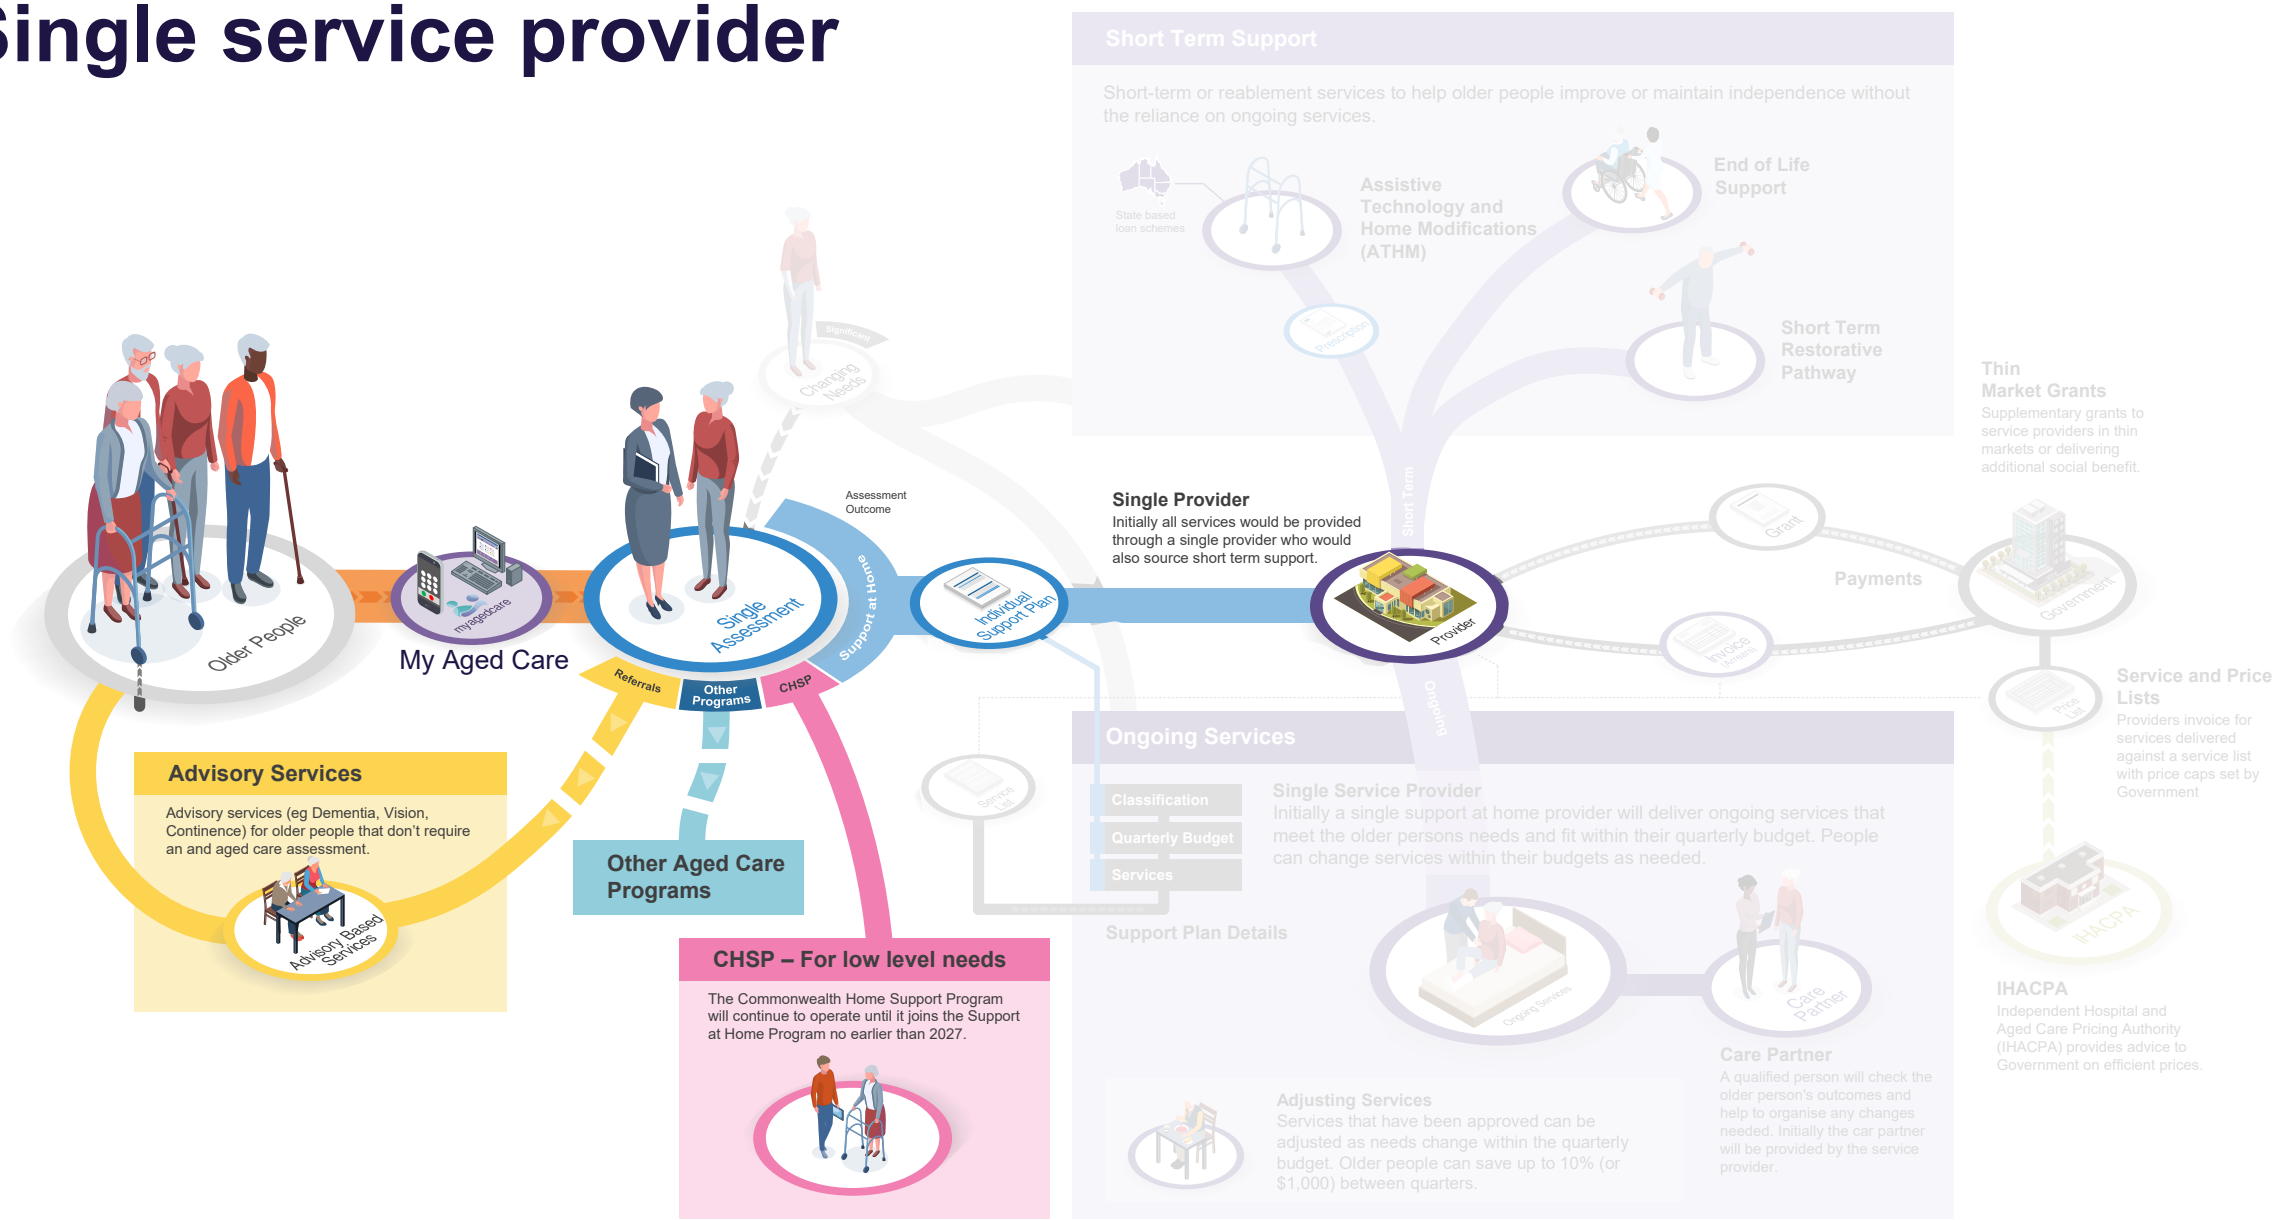 Single service provider
Short Term Support
Short-term or reablement services to help older people improve or maintain independence without
the reliance on ongoing services.
State based
loan schemes
Assistive
Technology and
Home Modifications
(ATHM)
End of Life
Support
Prescription
Short Term
Restorative
Pathway
Significant
Changing
Needs
Thin
Market Grants
Supplementary grants to
service providers in thin
markets or delivering
additional social benefit.
Older People
myagedcare
My Aged Care
Single
Assessment
Assessment
Outcome
Support at Home
Individual
Support Plan
Single Provider
Initially all services would be provided
through a single provider who would
also source short term support.
Short Term
Provider
Ongoing
Grant
Payments
Invoice
(Arrears)
Government
Price
List
Service and Price
Lists
Providers invoice for
services delivered
against a service list
with price caps set by
Government
Referrals
Other
Programs
CHSP
Advisory Services
Advisory services (eg Dementia, Vision,
Continence) for older people that don't require
an and aged care assessment.
Advisory Based
Services
Other Aged Care
Programs
CHSP – For low level needs
The Commonwealth Home Support Program
will continue to operate until it joins the Support
at Home Program no earlier than 2027.
Service
List
Ongoing Services
Classification
Quarterly Budget
Services
Support Plan Details
Single Service Provider
Initially a single support at home provider will deliver ongoing services that
meet the older persons needs and fit within their quarterly budget. People
can change services within their budgets as needed.
Ongoing Services
Care
Partner
Care Partner
A qualified person will check the
older person's outcomes and
help to organise any changes
needed. Initially the car partner
will be provided by the service
provider.
Adjusting Services
Services that have been approved can be
adjusted as needs change within the quarterly
budget. Older people can save up to 10% (or
$1,000) between quarters.
IHACPA
IHACPA
Independent Hospital and
Aged Care Pricing Authority
(IHACPA) provides advice to
Government on efficient prices.